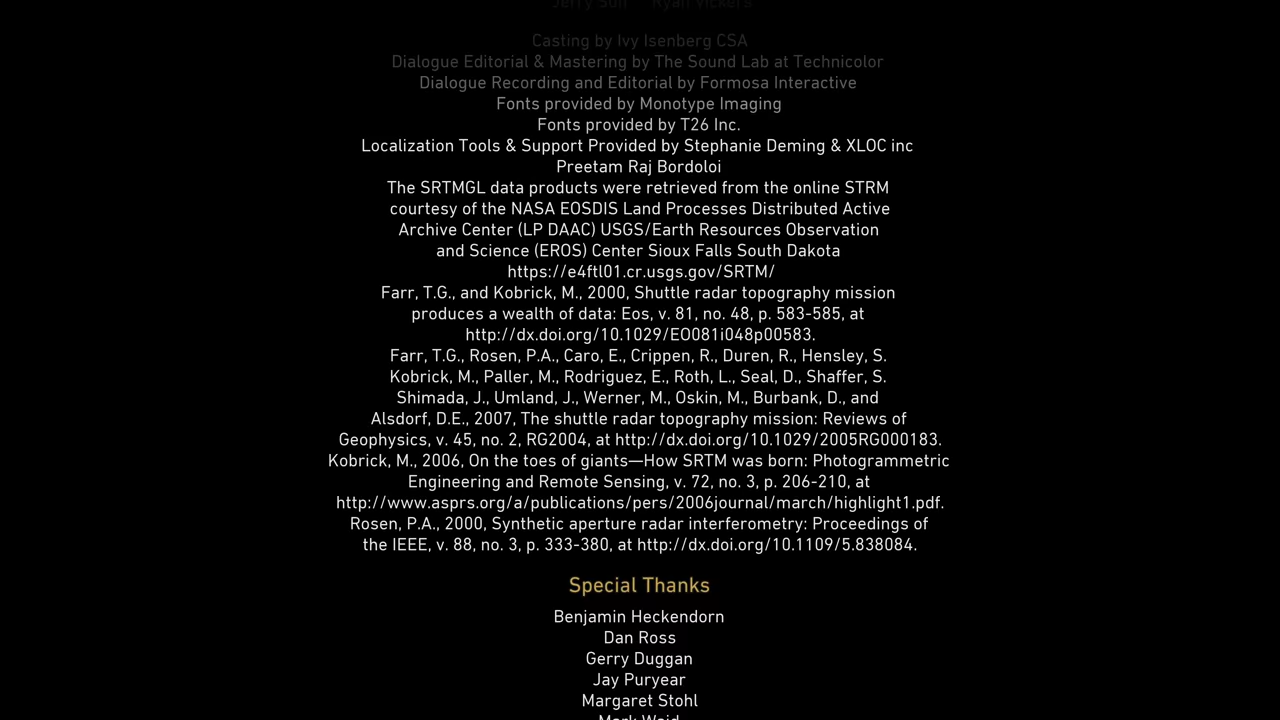 Jerry Sun Ryan Vickers
Casting by Ivy Isenberg CSA
Dialogue Editorial & Mastering by The Sound Lab at Technicolor
Dialogue Recording and Editorial by Formosa Interactive
Fonts provided by Monotype Imaging
Fonts provided by T26 Inc.
Localization Tools & Support Provided by Stephanie Deming & XLOC inc
Preetam Raj Bordoloi
The SRTMGL data products were retrieved from the online STRM
courtesy of the NASA EOSDIS Land Processes Distributed Active
Archive Center (LP DAAC) USGS/Earth Resources Observation
and Science (EROS) Center Sioux Falls South Dakota
https://e4ftl01.cr.usgs.gov/SRTM/
Farr, T.G., and Kobrick, M., 2000, Shuttle radar topography mission
produces a wealth of data: Eos, v. 81, no. 48, p. 583-585, at
http://dx.doi.org/10.1029/EO081i048p00583.
Farr, T.G., Rosen, P.A., Caro, E., Crippen, R., Duren, R., Hensley, S.
Kobrick, M., Paller, M., Rodriguez, E., Roth, L., Seal, D., Shaffer, S.
Shimada, J., Umland, J., Werner, M., Oskin, M., Burbank, D., and
Alsdorf, D.E., 2007, The shuttle radar topography mission: Reviews of
Geophysics, v. 45, no. 2, RG2004, at http://dx.doi.org/10.1029/2005RG000183.
Kobrick, M., 2006, On the toes of giants—How SRTM was born: Photogrammetric
Engineering and Remote Sensing, v. 72, no. 3, p. 206-210, at
http://www.asprs.org/a/publications/pers/2006journal/march/highlight1.pdf.
Rosen, P.A., 2000, Synthetic aperture radar interferometry: Proceedings of
the IEEE, v. 88, no. 3, p. 333-380, at http://dx.doi.org/10.1109/5.838084.
Special Thanks
Benjamin Heckendorn
Dan Ross
Gerry Duggan
Jay Puryear
Margaret Stohl
Mark Waid